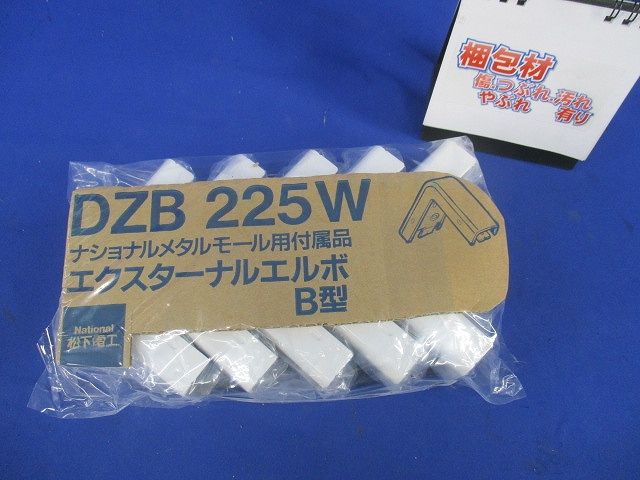 梱包材
傷.つぶれ.汚れ
やぶれ 有り
DZB 225W
ナショナルメタルモール用付属品
エクスターナルエルボ
B型
National
松下電工